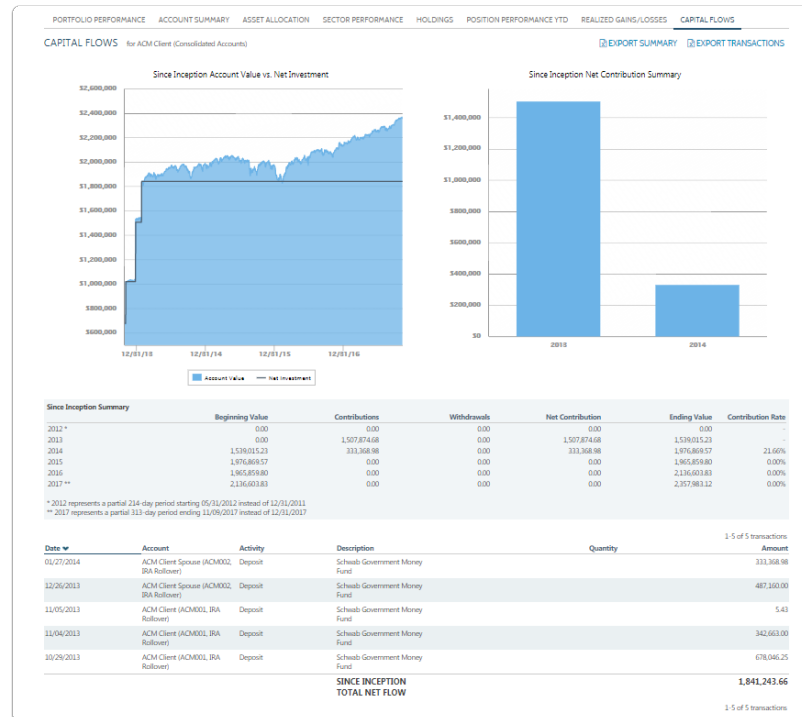 PORTFOLIO PERFORMANCE ACCOUNT SUMMARY ASSET ALLOCATION SECTOR PERFORMANCE HOLDINGS POSITION PERFORMANCE YTD REALIZED GAINS/LOSSES CAPITAL FLOWS
CAPITAL FLOWS for ACM Client (Consolidated Accounts) EXPORT SUMMARY EXPORT TRANSACTIONS
Since Inception Account Value vs. Net Investment
$2,600,000
$2,400,000
$2,200,000
$2,000,000
$1,800,000
$1,600,000
$1,400,000
$1,200,000
$1,000,000
$800,000
$600,000
12/31/13 12/31/14 12/31/15 12/31/16
Account Value Net Investment
Since Inception Net Contribution Summary
$1,400,000
$1,200,000
$1,000,000
$800,000
$600,000
$400,000
$200,000
$0
2013 2014
Since Inception Summary
Beginning Value Contributions Withdrawals Net Contribution Ending Value Contribution Rate
2012 * 0.00 0.00 0.00 0.00 0.00 -
2013 0.00 1,507,874.68 0.00 1,507,874.68 1,539,015.23 -
2014 1,539,015.23 333,368.98 0.00 333,368.98 1,976,869.57 21.66%
2015 1,976,869.57 0.00 0.00 0.00 1,965,859.80 0.00%
2016 1,965,859.80 0.00 0.00 0.00 2,136,603.83 0.00%
2017 ** 2,136,603.83 0.00 0.00 0.00 2,357,983.12 0.00%
* 2012 represents a partial 214-day period starting 05/31/2012 instead of 12/31/2011
** 2017 represents a partial 313-day period ending 11/09/2017 instead of 12/31/2017
1-5 of 5 transactions
Date Account Activity Description Quantity Amount
01/27/2014 ACM Client Spouse (ACM002, Deposit Schwab Government Money 333,368.98
IRA Rollover) Fund
12/26/2013 ACM Client Spouse (ACM002, Deposit Schwab Government Money 487,160.00
IRA Rollover) Fund
11/05/2013 ACM Client (ACM001, IRA Deposit Schwab Government Money 5.43
Rollover) Fund
11/04/2013 ACM Client (ACM001, IRA Deposit Schwab Government Money 342,663.00
Rollover) Fund
10/29/2013 ACM Client (ACM001, IRA Deposit Schwab Government Money 678,046.25
Rollover) Fund
SINCE INCEPTION 1,841,243.66
TOTAL NET FLOW
1-5 of 5 transactions